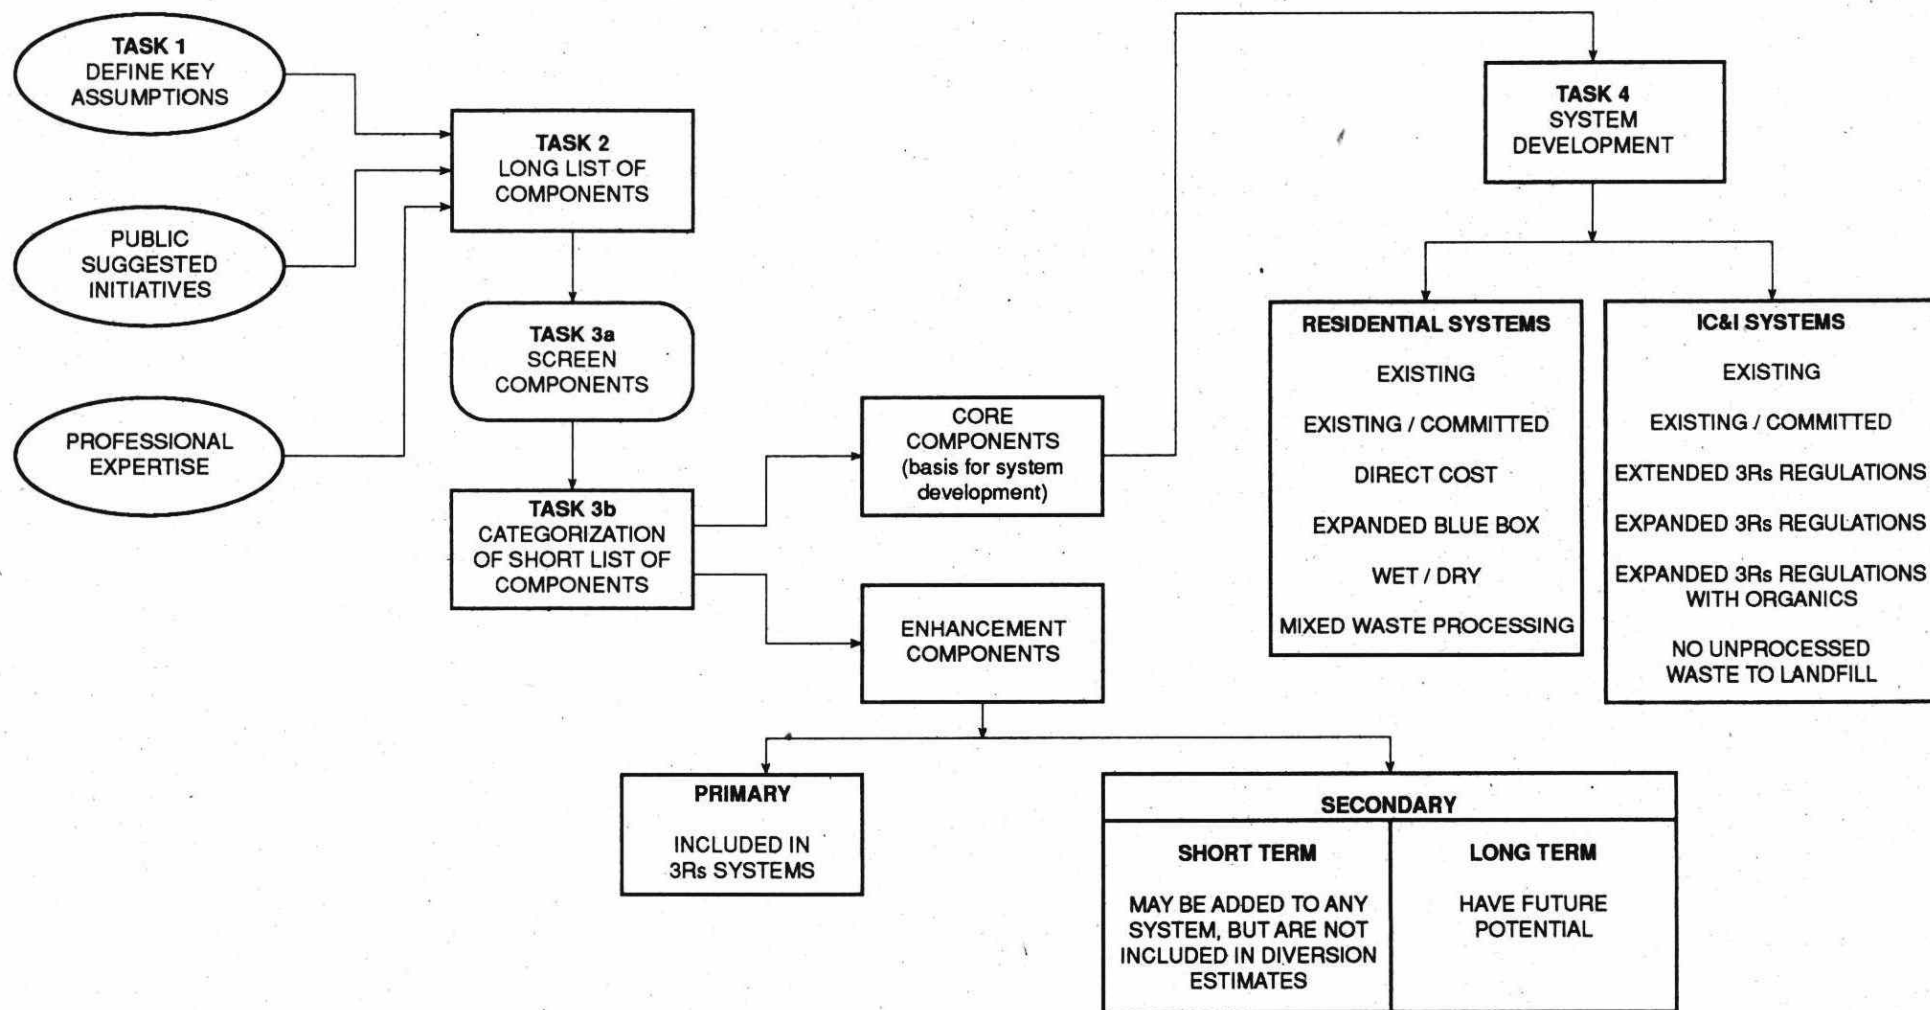 TASK 1
DEFINE KEY
ASSUMPTIONS
PUBLIC
SUGGESTED
INITIATIVES
PROFESSIONAL
EXPERTISE
TASK 2
LONG LIST OF
COMPONENTS
TASK 3a
SCREEN
COMPONENTS
TASK 3b
CATEGORIZATION
OF SHORT LIST OF
COMPONENTS
CORE
COMPONENTS
(basis for system
development)
ENHANCEMENT
COMPONENTS
PRIMARY
INCLUDED IN
3Rs SYSTEMS
SECONDARY
SHORT TERM
MAY BE ADDED TO ANY
SYSTEM, BUT ARE NOT
INCLUDED IN DIVERSION
ESTIMATES
LONG TERM
HAVE FUTURE
POTENTIAL
TASK 4
SYSTEM
DEVELOPMENT
RESIDENTIAL SYSTEMS
EXISTING
EXISTING / COMMITTED
DIRECT COST
EXPANDED BLUE BOX
WET / DRY
MIXED WASTE PROCESSING
IC&I SYSTEMS
EXISTING
EXISTING / COMMITTED
EXTENDED 3Rs REGULATIONS
EXPANDED 3Rs REGULATIONS
EXPANDED 3Rs REGULATIONS
WITH ORGANICS
NO UNPROCESSED
WASTE TO LANDFILL